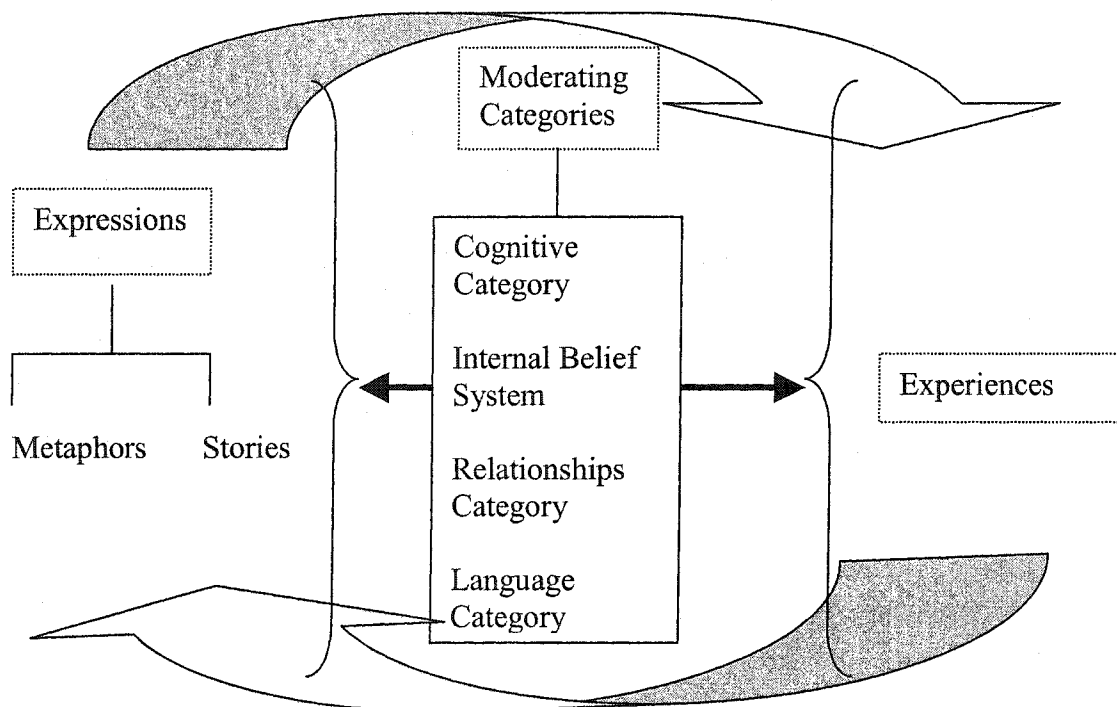 Moderating
Categories
Expressions
Metaphors
Stories
Cognitive
Category
Internal Belief
System
Relationships
Category
Language
Category
Experiences